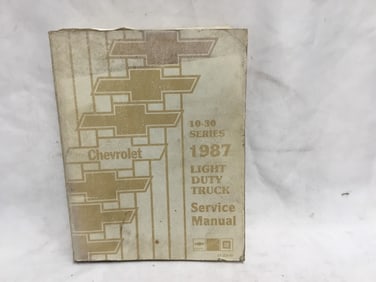 Chevrolet
10-30
SERIES
1987
LIGHT
DUTY
TRUCK
Service
Manual